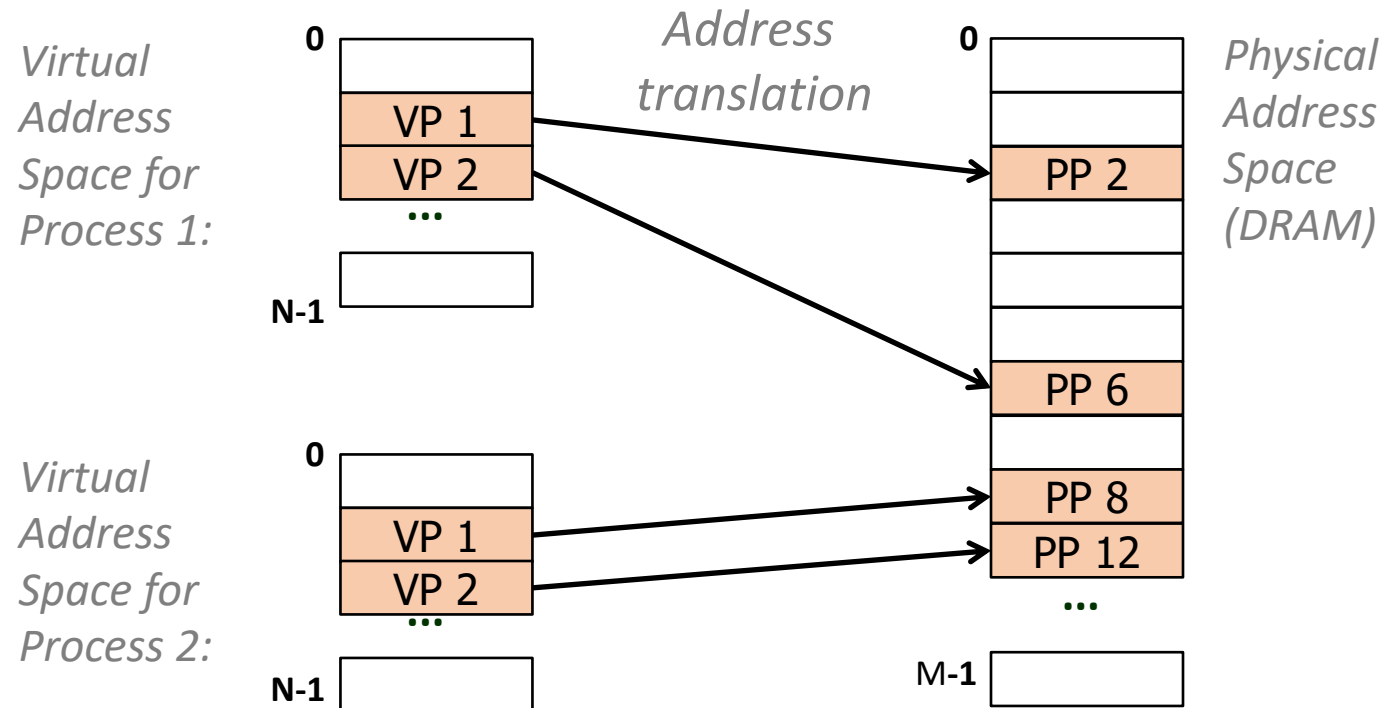 Virtual
Address
Space for
Process 1:
0
VP 1
VP 2
...
N-1
Address
translation
0
PP 2
PP 6
PP 8
PP 12
...
M-1
Physical
Address
Space
(DRAM)
Virtual
Address
Space for
Process 2:
0
VP 1
VP 2
...
N-1